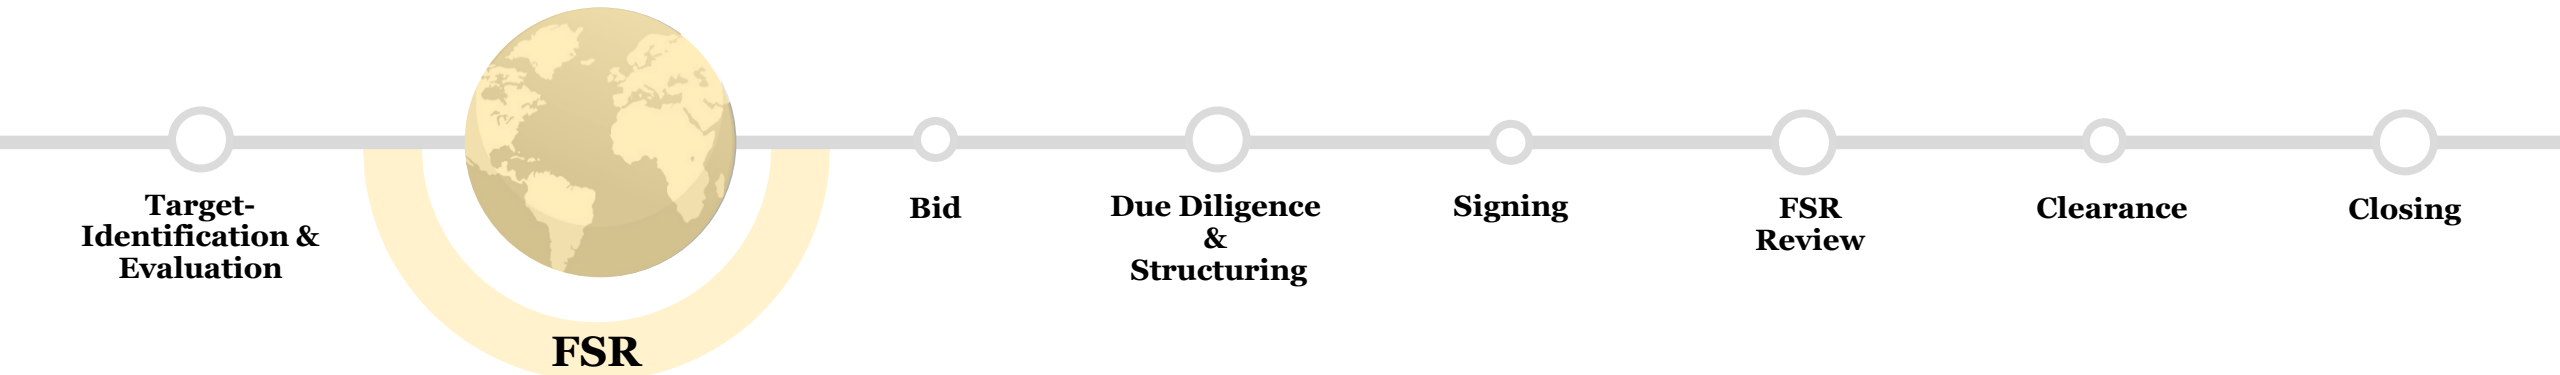 Target-
Identification &
Evaluation
FSR
Bid
Due Diligence
&
Structuring
Signing
FSR
Review
Clearance
Closing